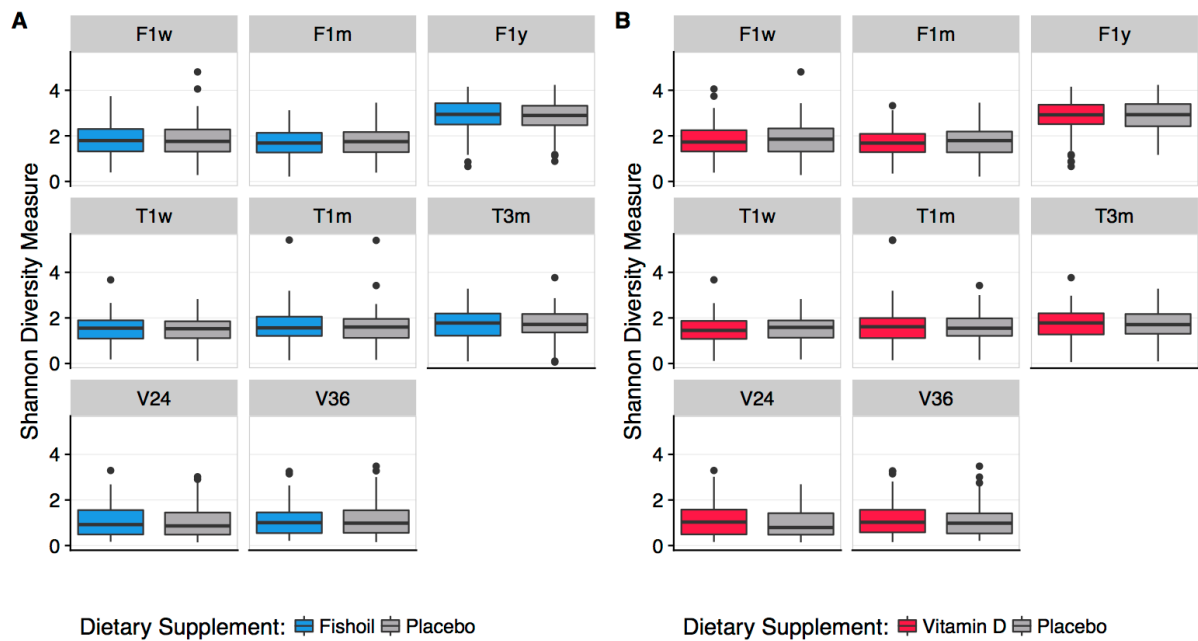 A
F1w F1m F1y
4
2
0
T1w T1m T3m
4
2
0
V24 V36
4
2
0
Shannon Diversity Measure
Dietary Supplement: Fishoil Placebo
B
F1w F1m F1y
4
2
0
T1w T1m T3m
4
2
0
V24 V36
4
2
0
Shannon Diversity Measure
Dietary Supplement: Vitamin D Placebo